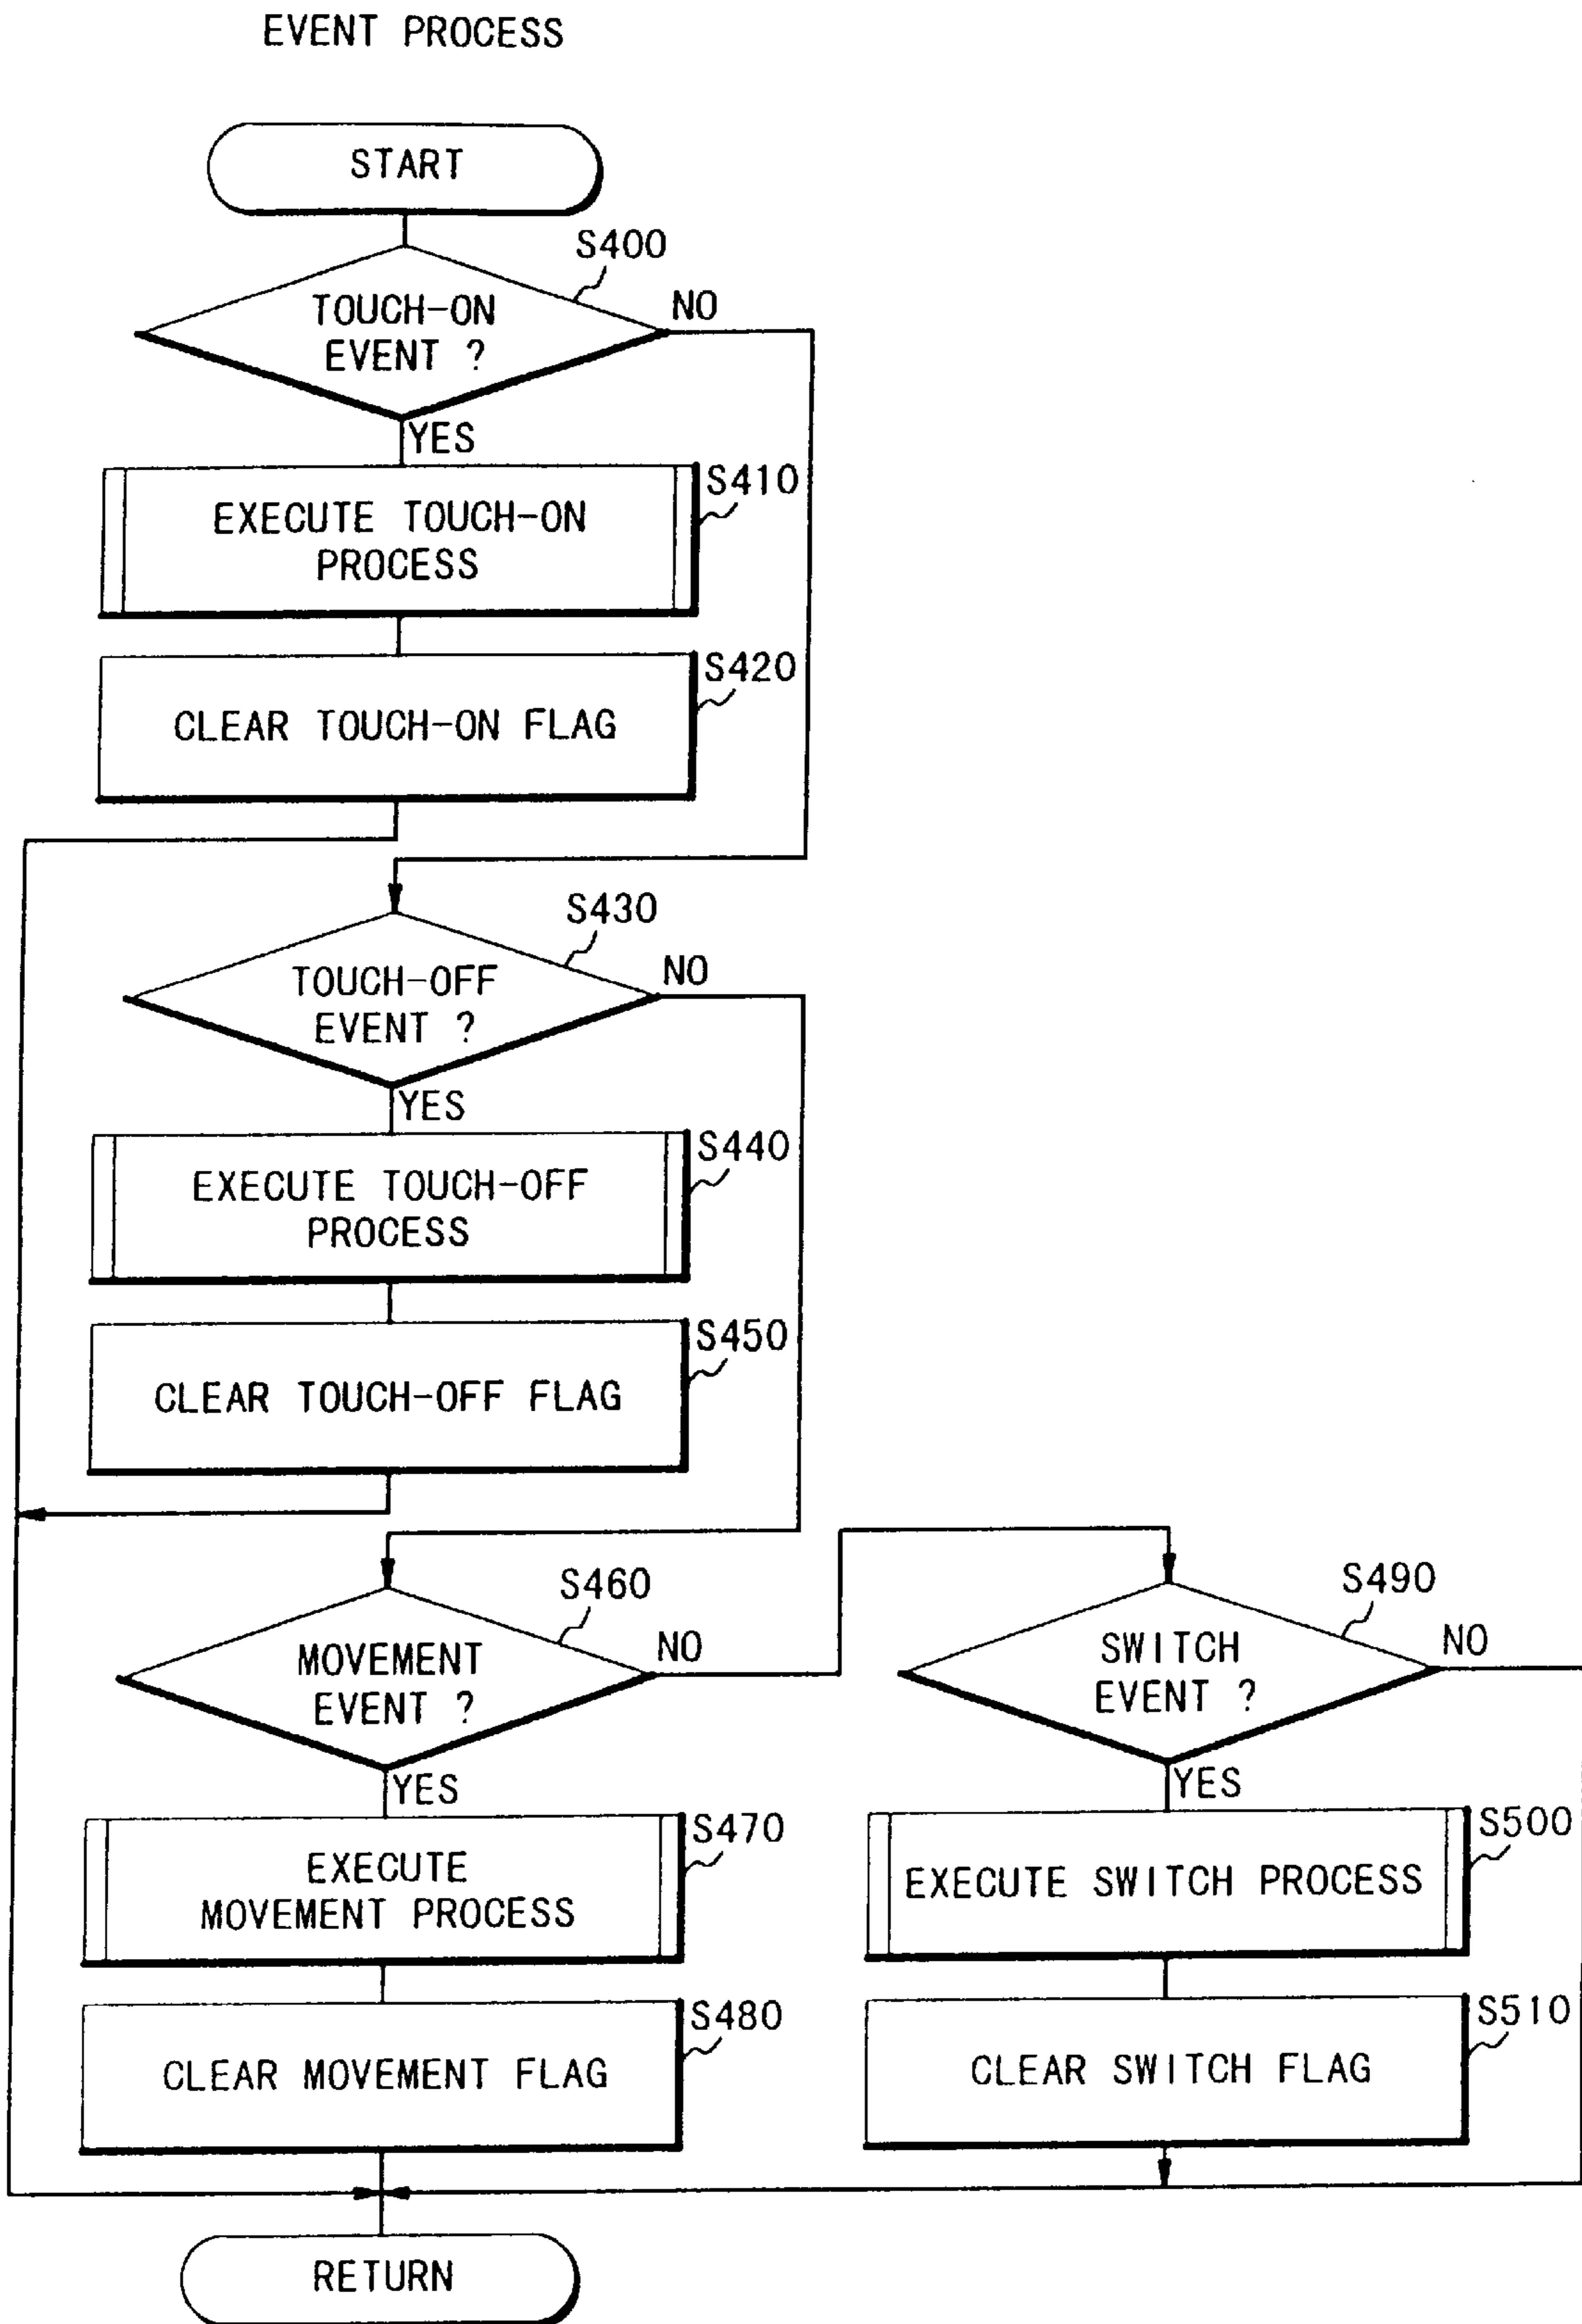 EVENT PROCESS
START
S400
TOUCH-ON
EVENT ?
NO
YES
S410
EXECUTE TOUCH-ON
PROCESS
S420
CLEAR TOUCH-ON FLAG
S430
TOUCH-OFF
EVENT ?
NO
YES
S440
EXECUTE TOUCH-OFF
PROCESS
S450
CLEAR TOUCH-OFF FLAG
S460
MOVEMENT
EVENT ?
NO
YES
S470
EXECUTE
MOVEMENT PROCESS
S480
CLEAR MOVEMENT FLAG
S490
SWITCH
EVENT ?
NO
YES
S500
EXECUTE SWITCH PROCESS
S510
CLEAR SWITCH FLAG
RETURN